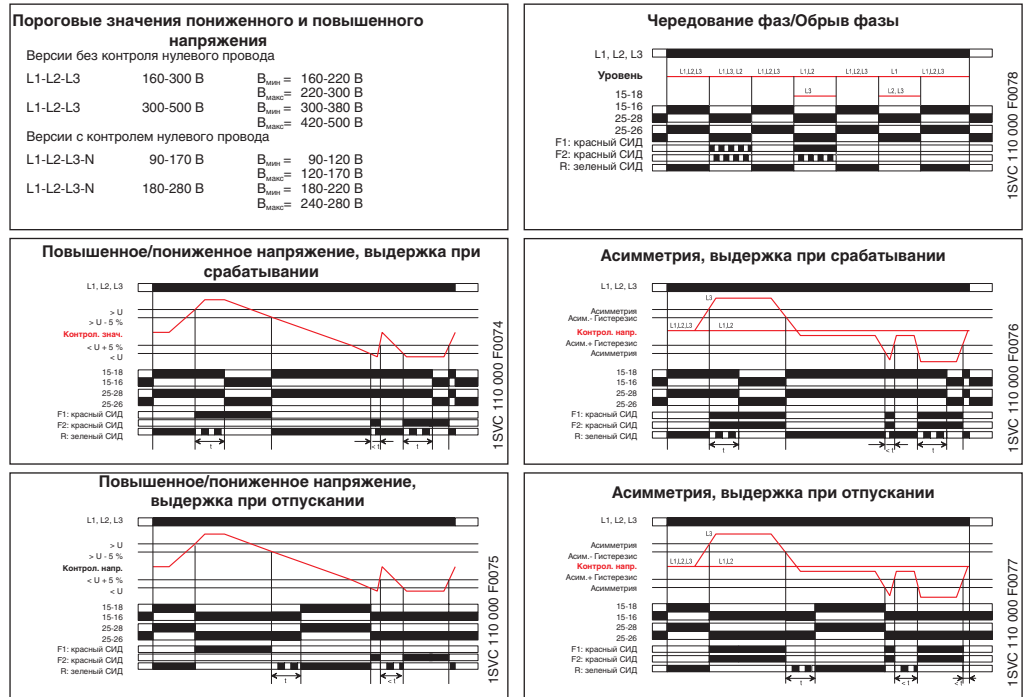 Пороговые значения пониженного и повышенного
напряжения
Версии без контроля нулевого провода
L1-L2-L3 160-300 В Вмин = 160-220 В
Вмакс= 220-300 В
L1-L2-L3 300-500 В Вмин = 300-380 В
Вмакс= 420-500 В
Версии с контролем нулевого провода
L1-L2-L3-N 90-170 В Вмин = 90-120 В
Вмакс= 120-170 В
L1-L2-L3-N 180-280 В Вмин = 180-220 В
Вмакс= 240-280 В
Чередование фаз/Обрыв фазы
L1, L2, L3
Уровень L1,L2,L3 L1,L3, L2 L1,L2,L3 L1,L2 L1,L2,L3 L1 L1,L2,L3
15-18 L3 L2, L3
15-16
25-28
25-26
F1: красный СИД
F2: красный СИД
R: зеленый СИД
1SVC 110 000 F0078
Повышенное/пониженное напряжение, выдержка при
срабатывании
L1, L2, L3
> U
> U - 5 %
Контрол. знач.
< U + 5 %
< U
15-18
15-16
25-28
25-26
F1: красный СИД
F2: красный СИД
R: зеленый СИД
t < t t
1SVC 110 000 F0074
Асимметрия, выдержка при срабатывании
L1, L2, L3
L3
Асимметрия
Асим.- Гистерезис
Контрол. напр. L1,L2,L3 L1,L2
Асим.+ Гистерезис
Асимметрия
15-18
15-16
25-28
25-26
F1: красный СИД
F2: красный СИД
R: зеленый СИД
t < t t
1SVC 110 000 F0076
Повышенное/пониженное напряжение,
выдержка при отпускании
L1, L2, L3
> U
> U - 5 %
Контрол. напр.
< U + 5 %
< U
15-18
15-16
25-28
25-26
F1: красный СИД
F2: красный СИД
R: зеленый СИД
t < t
1SVC 110 000 F0075
Асимметрия, выдержка при отпускании
L1, L2, L3
L3
Асимметрия
Асим.- Гистерезис
Контрол. напр. L1,L2,L3 L1,L2
Асим.+ Гистерезис
Асимметрия
15-18
15-16
25-28
25-26
F1: красный СИД
F2: красный СИД
R: зеленый СИД
t < t < t
1SVC 110 000 F0077